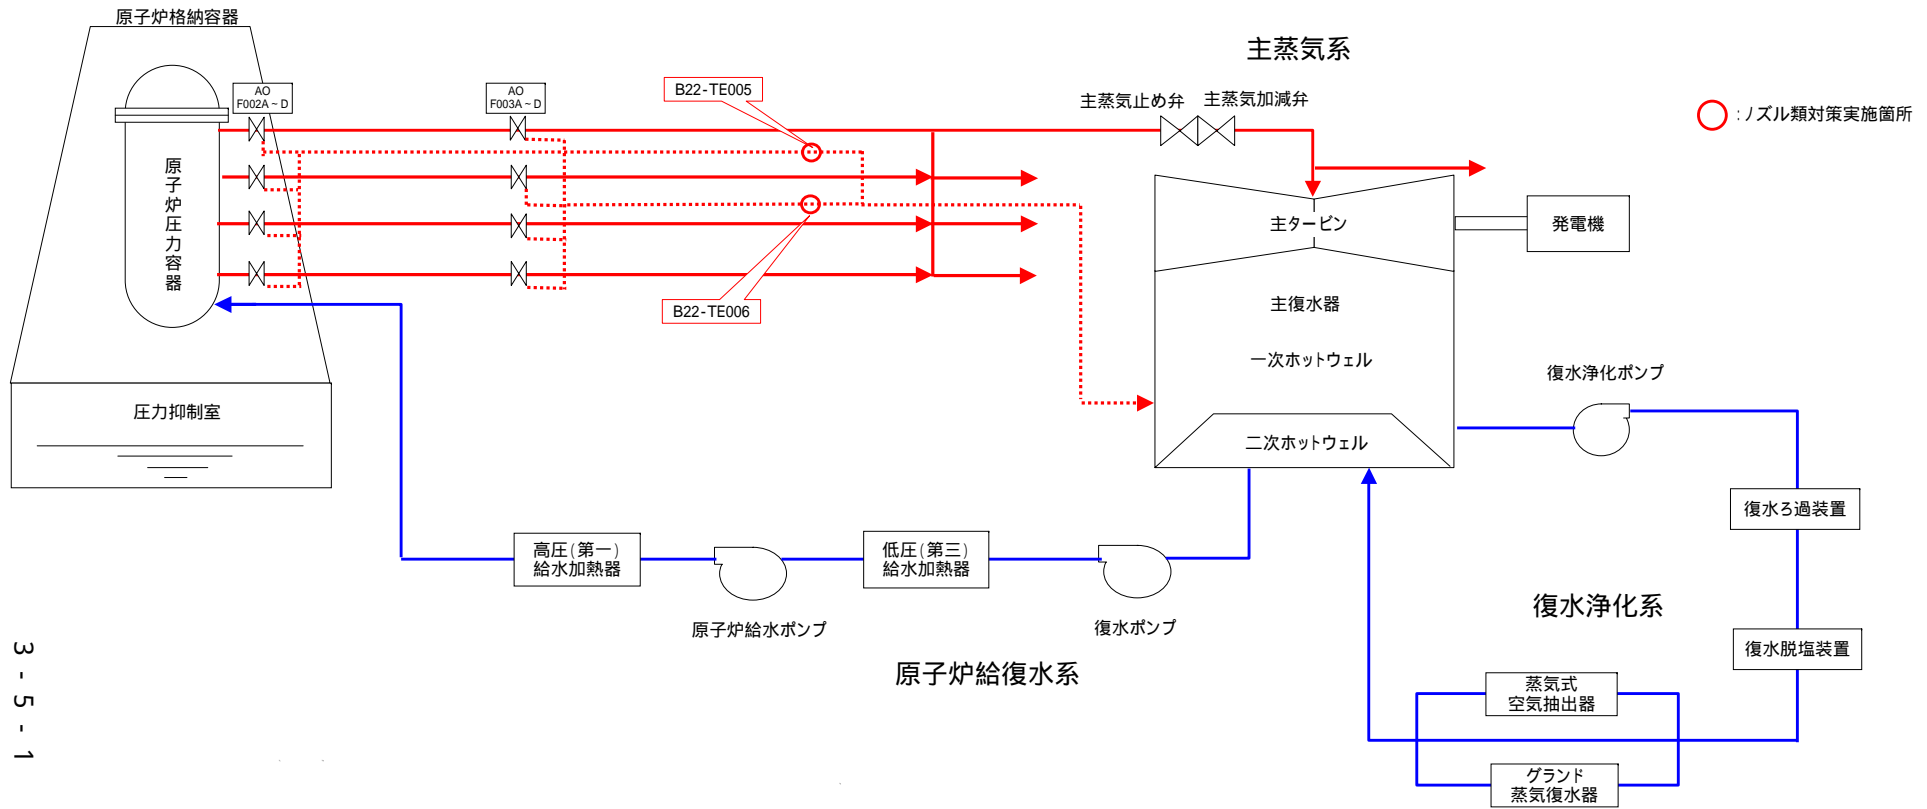 原子炉格納容器
主蒸気系
AO
F002A ~ D
AO
F003A ~ D
B22-TE005
主蒸気止め弁
主蒸気加減弁
:ノズル類対策実施箇所
原子炉圧力容器
主タービン
発電機
B22-TE006
主復水器
一次ホットウェル
復水浄化ポンプ
圧力抑制室
二次ホットウェル
復水ろ過装置
高圧(第一)
給水加熱器
低圧(第三)
給水加熱器
原子炉給水ポンプ
復水ポンプ
復水浄化系
復水脱塩装置
原子炉給復水系
蒸気式
空気抽出器
グランド
蒸気復水器
3-5-1